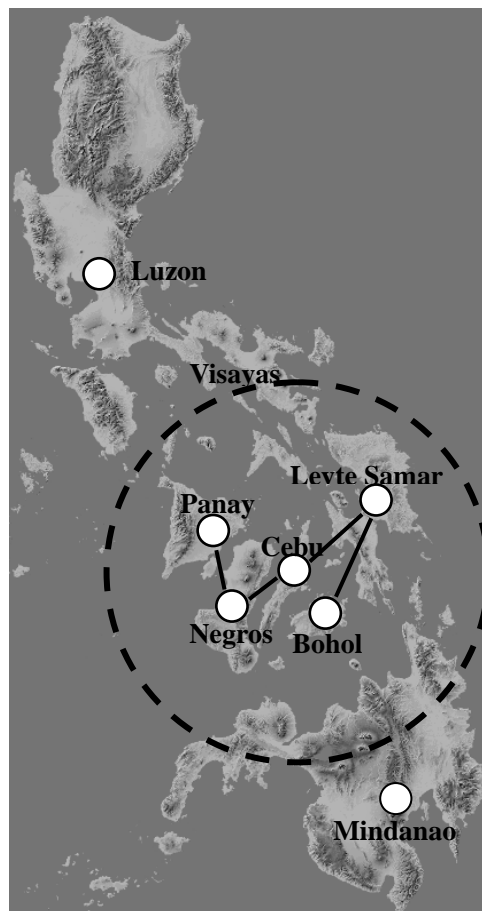 Luzon
Visayas
Leyte Samar
Panay
Cebu
Negros
Bohol
Mindanao